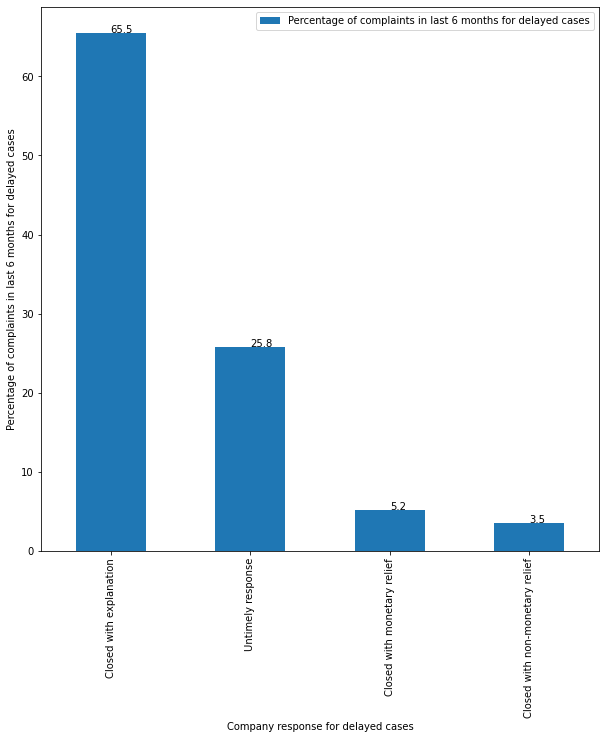 Percentage of complaints in last 6 months for delayed cases
65.5
25.8
5.2
3.5
Percentage of complaints in last 6 months for delayed cases
60
50
40
30
20
10
0
Closed with explanation
Untimely response
Closed with monetary relief
Closed with non-monetary relief
Company response for delayed cases